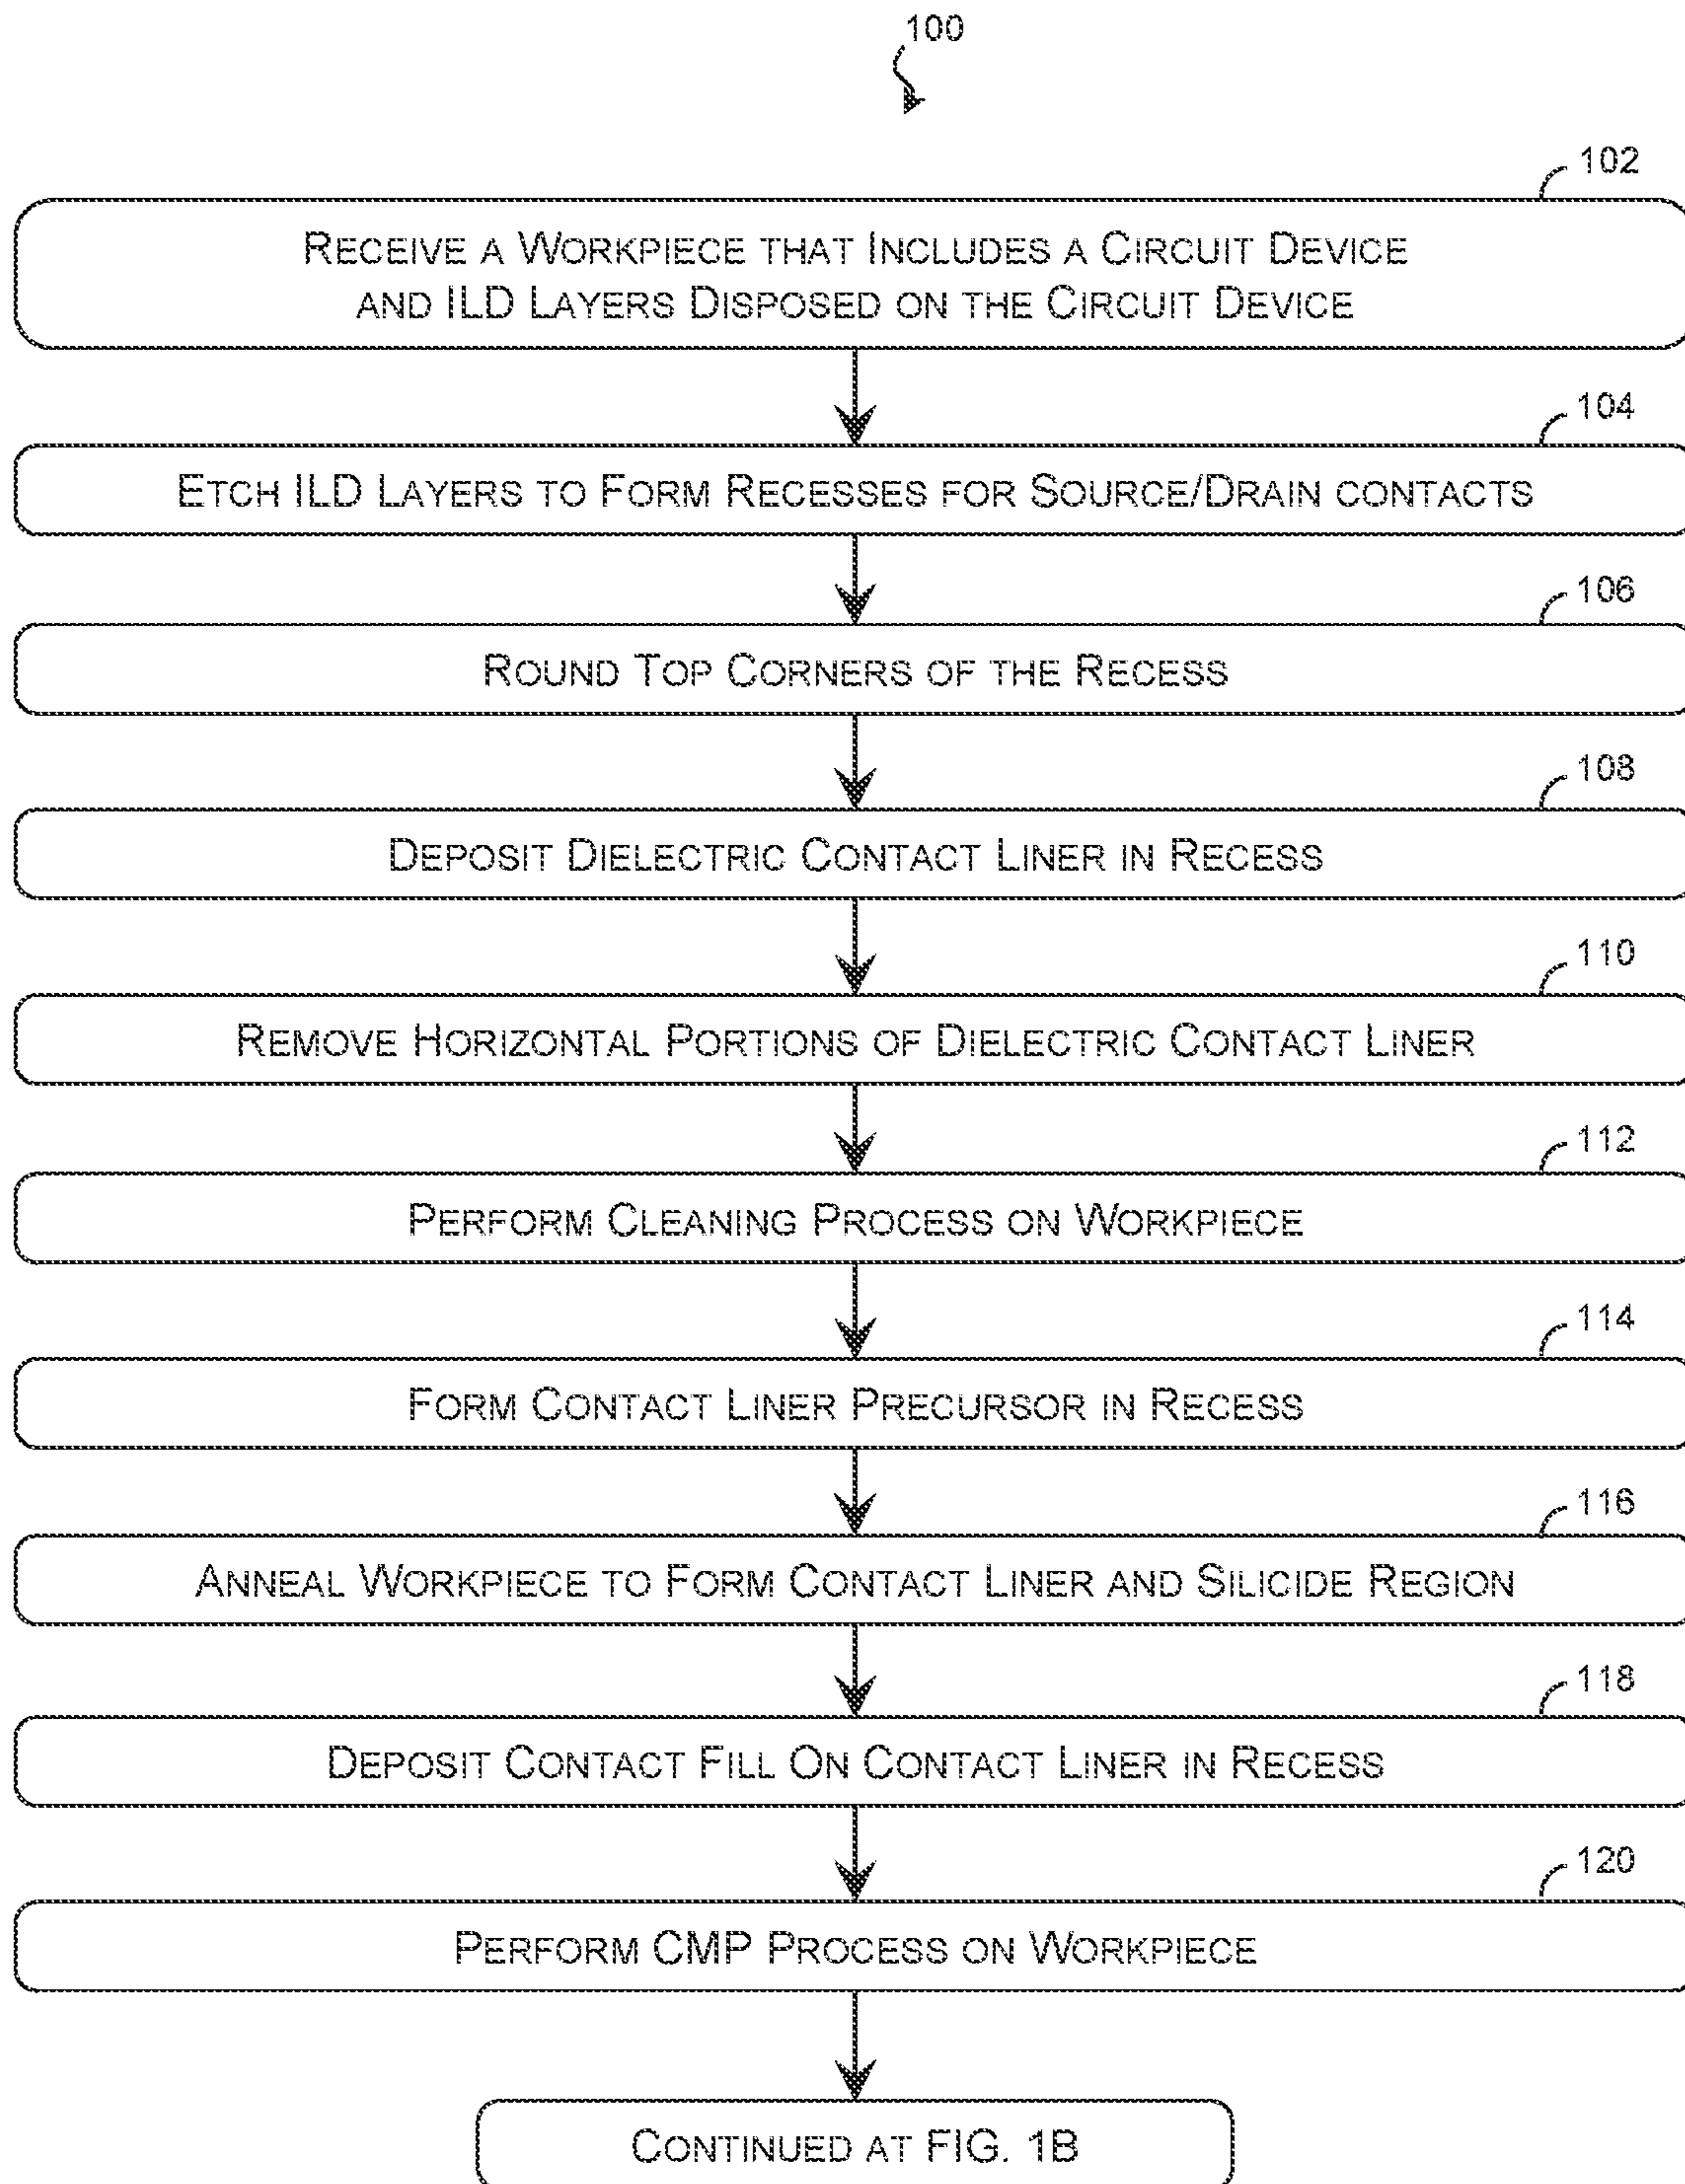 100
102
Receive a Workpiece that Includes a Circuit Device
and ILD Layers Disposed on the Circuit Device
104
Etch ILD Layers to Form Recesses for Source/Drain contacts
106
Round Top Corners of the Recess
108
Deposit Dielectric Contact Liner in Recess
110
Remove Horizontal Portions of Dielectric Contact Liner
112
Perform Cleaning Process on Workpiece
114
Form Contact Liner Precursor in Recess
116
Anneal Workpiece to Form Contact Liner and Silicide Region
118
Deposit Contact Fill On Contact Liner in Recess
120
Perform CMP Process on Workpiece
Continued at FIG. 1B